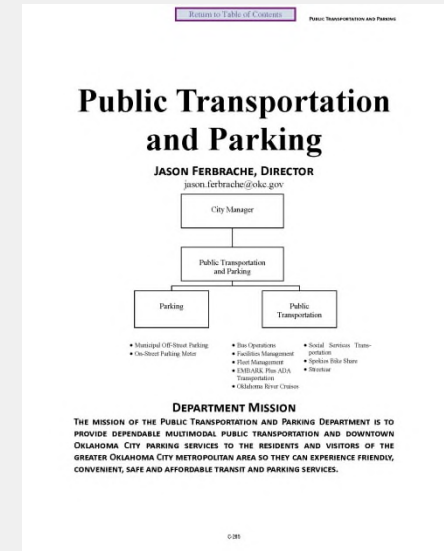 Return to Table of Contents
Public Transportation and Parking
Public Transportation
and Parking
Jason Ferbrache, Director
jason.ferbrache@okc.gov
City Manager
Public Transportation
and Parking
Parking
Public
Transportation
• Municipal Off-Street Parking
• On-Street Parking Meter
• Bus Operations
• Facilities Management
• Fleet Management
• EMBARK Plus ADA
Transportation
• Oklahoma River Cruises
• Social Services Trans-
portation
• Spokies Bike Share
• Streetcar
Department Mission
The mission of the Public Transportation and Parking Department is to
provide dependable multimodal public transportation and downtown
Oklahoma City parking services to the residents and visitors of the
greater Oklahoma City metropolitan area so they can experience friendly,
convenient, safe and affordable transit and parking services.